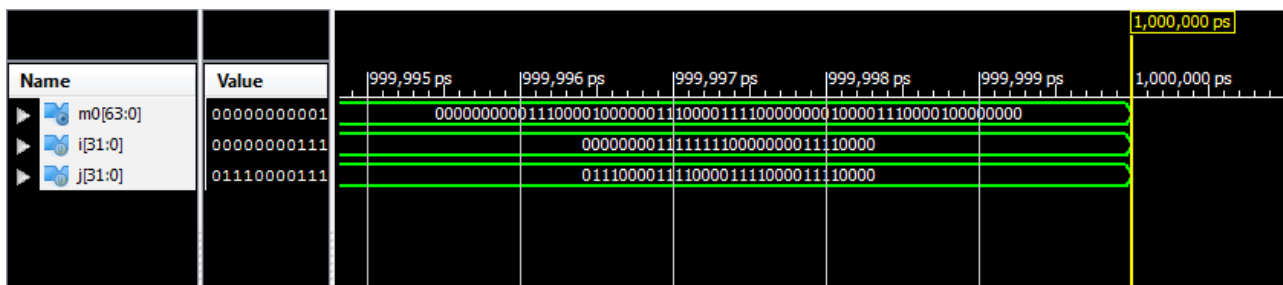 1,000,000 ps
Name
Value
999,995 ps
999,996 ps
999,997 ps
999,998 ps
999,999 ps
1,000,000 ps
m0[63:0]
00000000001
0000000000111000010000001110000111100000000100001110000100000000
i[31:0]
00000000111
00000000111111110000000011110000
j[31:0]
01110000111
01110000111100001111000011110000